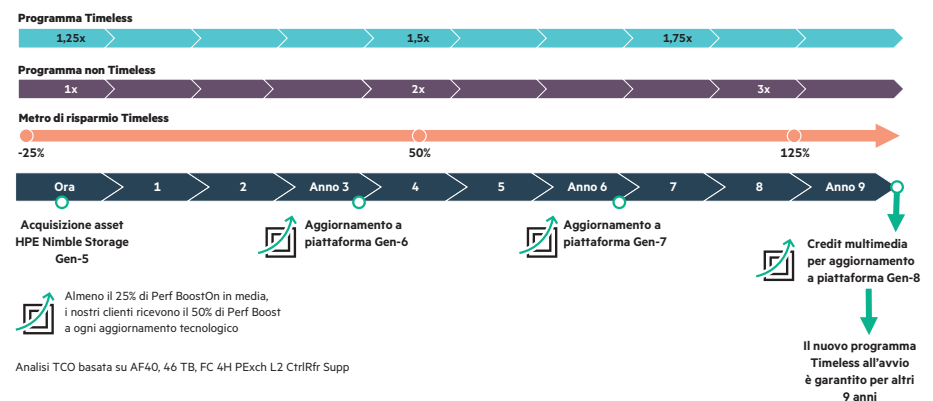 Programma Timeless
1,25x 1,5x 1,75x
Programma non Timeless
1x 2x 3x
Metro di risparmio Timeless
-25% 50% 125%
Ora 1 2 Anno 3 4 5 Anno 6 7 8 Anno 9
Acquisizione asset
HPE Nimble Storage
Gen-5
Aggiornamento a
piattaforma Gen-6
Aggiornamento a
piattaforma Gen-7
Credit multimedia
per aggiornamento
a piattaforma Gen-8
Almeno il 25% di Perf BoostOn in media,
i nostri clienti ricevono il 50% di Perf Boost
a ogni aggiornamento tecnologico
Il nuovo programma
Timeless all'avvio
è garantito per altri
9 anni
Analisi TCO basata su AF40, 46 TB, FC 4H PExch L2 CtrlRfr Supp